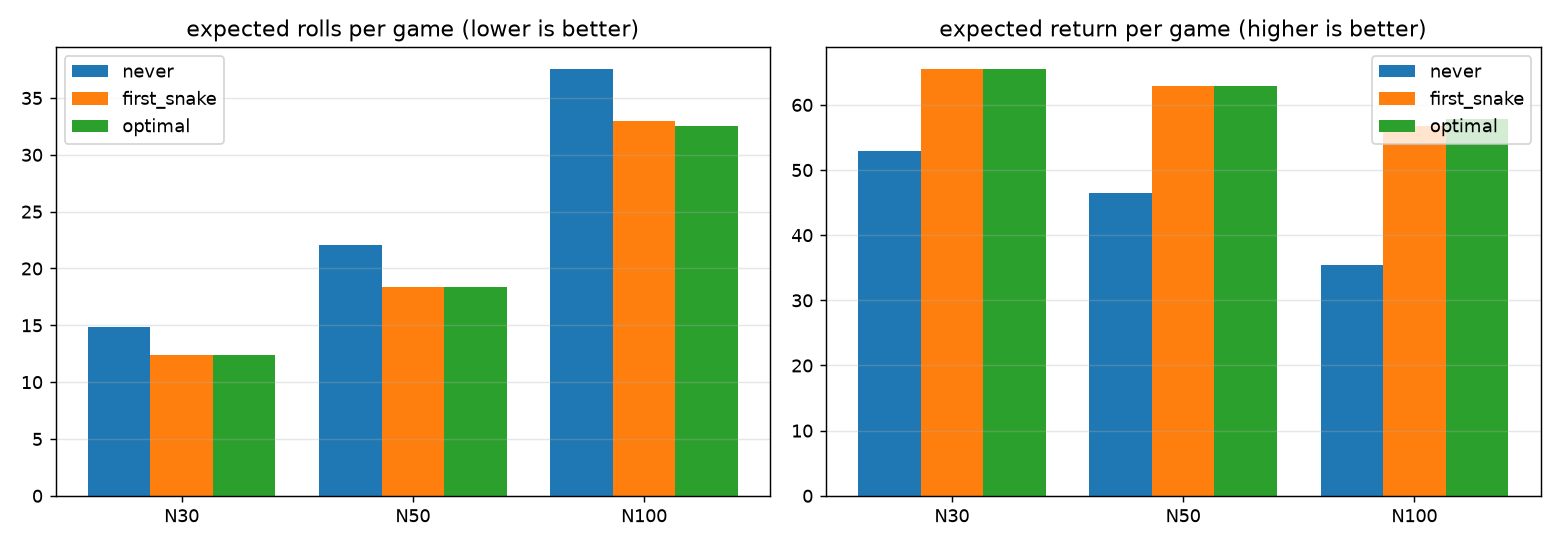 expected rolls per game (lower is better)
never
first_snake
optimal
35
30
25
20
15
10
5
0
N30
N50
N100
expected return per game (higher is better)
never
first_snake
optimal
60
50
40
30
20
10
0
N30
N50
N100